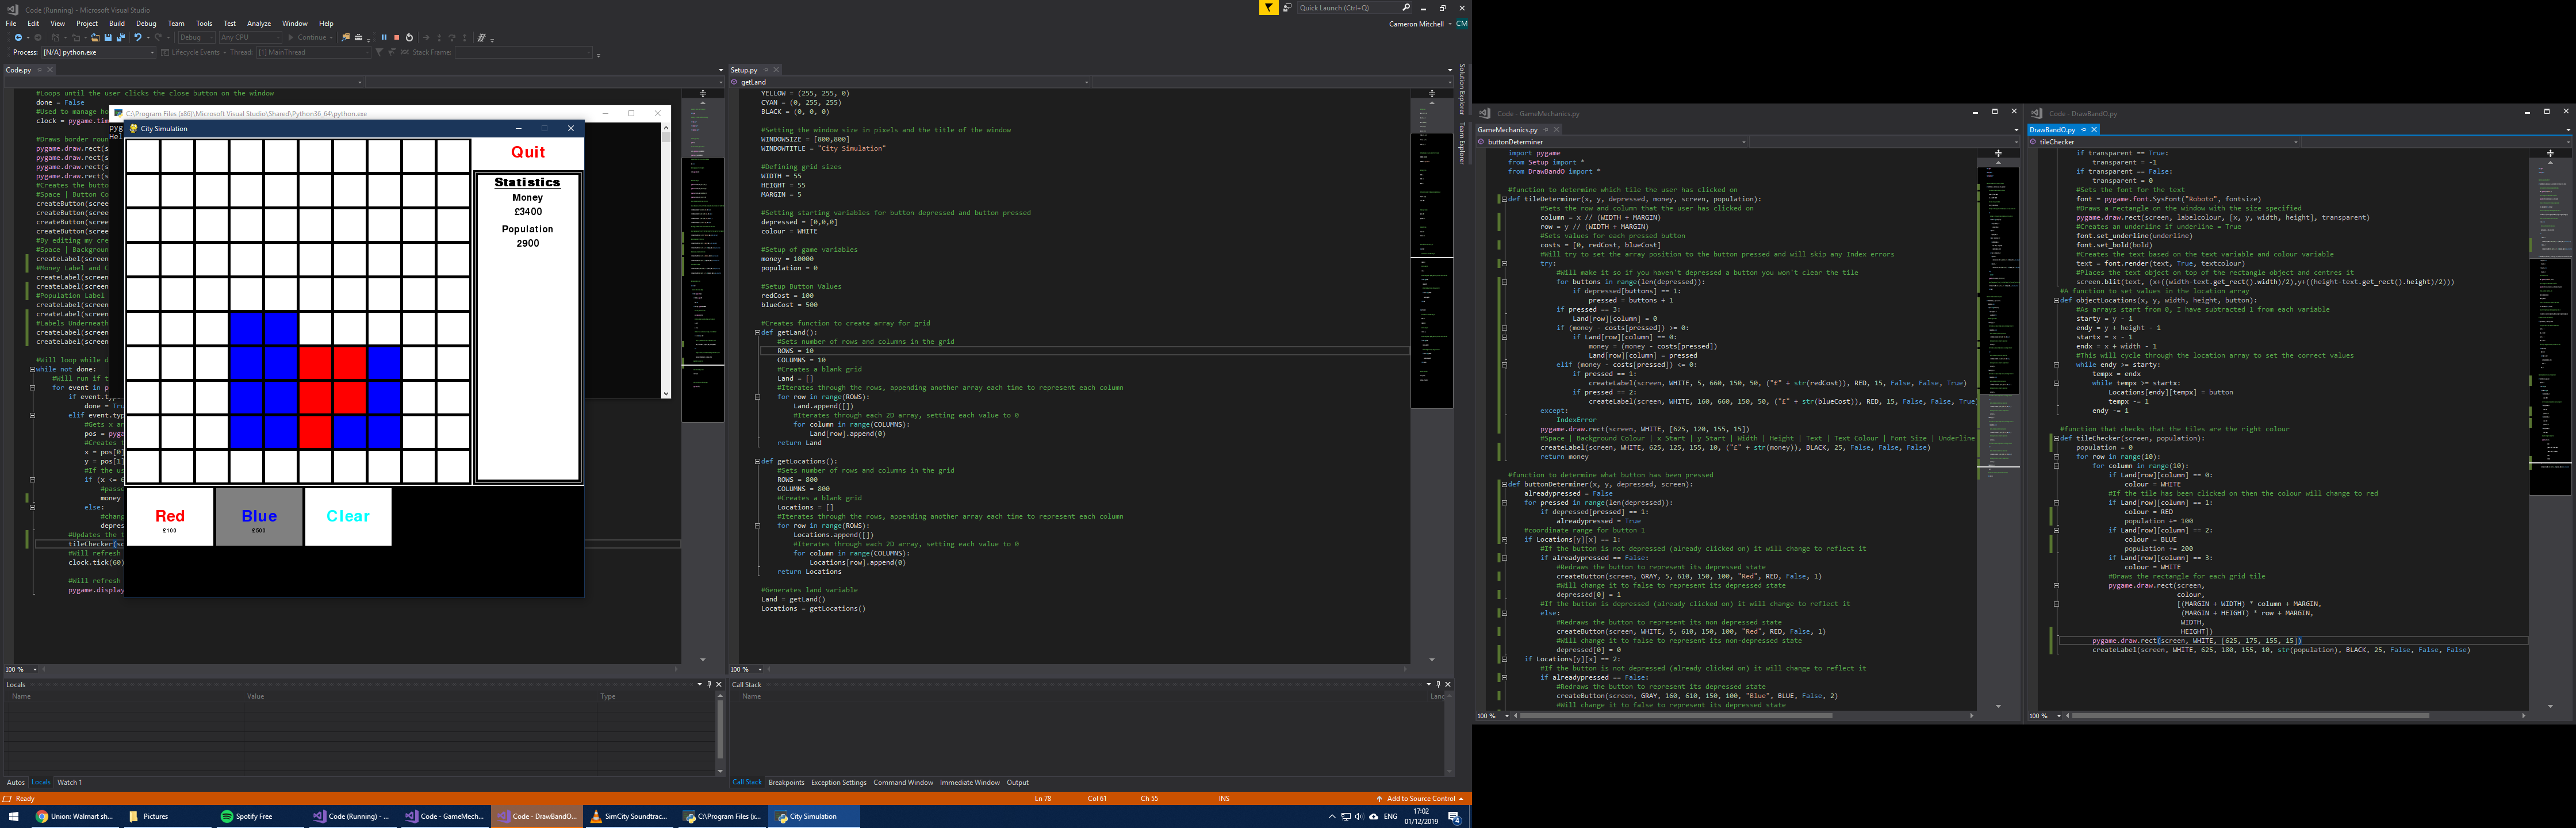 Code (Running) - Microsoft Visual Studio
Quick Launch (Ctrl+Q)
File Edit View Project Build Debug Team Tools Test Analyze Window Help
Cameron Mitchell CM
Debug Any CPU Continue
Process: [N/A] python.exe Lifecycle Events Thread: [1] MainThread Stack Frame:
Code.py
#Loops until the user clicks the close button on the window
done = False
#Used to manage ho
clock = pygame.tim
#Draws border roun
pygame.draw.rect(s
pygame.draw.rect(s
pygame.draw.rect(s
pygame.draw.rect(s
#Creates the butto
#Space | Button Co
createButton(scree
createButton(scree
createButton(scree
createButton(scree
#By editing my cre
#Space | Backgroun
createLabel(screen
#Money Label and C
createLabel(screen
createLabel(screen
#Population Label
createLabel(screen
createLabel(screen
#Labels Underneath
createLabel(screen
createLabel(screen
#Will loop while d
while not done:
#Will run if t
for event in p
if event.typ
done = Tru
elif event.typ
#Gets x an
pos = pyga
#Creates t
x = pos[0]
y = pos[1]
#If the us
if (x <= 6
#passe
money
else:
#chang
depres
#Updates the t
tileChecker(sc
#Will refresh
clock.tick(60)
#Will refresh
pygame.display
C:\Program Files (x86)\Microsoft Visual Studio\Shared\Python36_64\python.exe
pyg
Hel
City Simulation
Quit
Statistics
Money
£3400
Population
2900
Red
£100
Blue
£500
Clear
100 %
Setup.py
getLand
YELLOW = (255, 255, 0)
CYAN = (0, 255, 255)
BLACK = (0, 0, 0)
#Setting the window size in pixels and the title of the window
WINDOWSIZE = [800,800]
WINDOWTITLE = "City Simulation"
#Defining grid sizes
WIDTH = 55
HEIGHT = 55
MARGIN = 5
#Setting starting variables for button depressed and button pressed
depressed = [0,0,0]
colour = WHITE
#Setup of game variables
money = 10000
population = 0
#Setup Button Values
redCost = 100
blueCost = 500
#Creates function to create array for grid
def getLand():
#Sets number of rows and columns in the grid
ROWS = 10
COLUMNS = 10
#Creates a blank grid
Land = []
#Iterates through the rows, appending another array each time to represent each column
for row in range(ROWS):
Land.append([])
#Iterates through each 2D array, setting each value to 0
for column in range(COLUMNS):
Land[row].append(0)
return Land
def getLocations():
#Sets number of rows and columns in the grid
ROWS = 800
COLUMNS = 800
#Creates a blank grid
Locations = []
#Iterates through the rows, appending another array each time to represent each column
for row in range(ROWS):
Locations.append([])
#Iterates through each 2D array, setting each value to 0
for column in range(COLUMNS):
Locations[row].append(0)
return Locations
#Generates land variable
Land = getLand()
Locations = getLocations()
100 %
Solution Explorer
Team Explorer
Locals
Name Value Type
Autos Locals Watch 1
Call Stack
Name Lang
Call Stack Breakpoints Exception Settings Command Window Immediate Window Output
Ready
Ln 78 Col 61 Ch 55 INS
Add to Source Control
Union: Walmart sh...
Pictures
Spotify Free
Code (Running) - ...
Code - GameMech...
Code - DrawBandO...
SimCity Soundtrac...
C:\Program Files (x...
City Simulation
ENG
17:02
01/12/2019
4
Code - GameMechanics.py
GameMechanics.py
buttonDeterminer
import pygame
from Setup import *
from DrawBandO import *
#function to determine which tile the user has clicked on
def tileDeterminer(x, y, depressed, money, screen, population):
#Sets the row and column that the user has clicked on
column = x // (WIDTH + MARGIN)
row = y // (WIDTH + MARGIN)
#Sets values for each pressed button
costs = [0, redCost, blueCost]
#Will try to set the array position to the button pressed and will skip any Index errors
try:
#Will make it so if you haven't depressed a button you won't clear the tile
for buttons in range(len(depressed)):
if depressed[buttons] == 1:
pressed = buttons + 1
if pressed == 3:
Land[row][column] = 0
if (money - costs[pressed]) >= 0:
if Land[row][column] == 0:
money = (money - costs[pressed])
Land[row][column] = pressed
elif (money - costs[pressed]) <= 0:
if pressed == 1:
createLabel(screen, WHITE, 5, 660, 150, 50, ("£" + str(redCost)), RED, 15, False, False, True)
if pressed == 2:
createLabel(screen, WHITE, 160, 660, 150, 50, ("£" + str(blueCost)), RED, 15, False, False, True
except:
IndexError
pygame.draw.rect(screen, WHITE, [625, 120, 155, 15])
#Space | Background Colour | x Start | y Start | Width | Height | Text | Text Colour | Font Size | Underline
createLabel(screen, WHITE, 625, 125, 155, 10, ("£" + str(money)), BLACK, 25, False, False, False)
return money
#function to determine what button has been pressed
def buttonDeterminer(x, y, depressed, screen):
alreadypressed = False
for pressed in range(len(depressed)):
if depressed[pressed] == 1:
alreadypressed = True
#coordinate range for button 1
if Locations[y][x] == 1:
#If the button is not depressed (already clicked on) it will change to reflect it
if alreadypressed == False:
#Redraws the button to represent its depressed state
createButton(screen, GRAY, 5, 610, 150, 100, "Red", RED, False, 1)
#Will change it to false to represent its depressed state
depressed[0] = 1
#If the button is depressed (already clicked on) it will change to reflect it
else:
#Redraws the button to represent its non depressed state
createButton(screen, WHITE, 5, 610, 150, 100, "Red", RED, False, 1)
#Will change it to false to represent its non-depressed state
depressed[0] = 0
if Locations[y][x] == 2:
#If the button is not depressed (already clicked on) it will change to reflect it
if alreadypressed == False:
#Redraws the button to represent its depressed state
createButton(screen, GRAY, 160, 610, 150, 100, "Blue", BLUE, False, 2)
#Will change it to false to represent its depressed state
100 %
Code - DrawBandO.py
DrawBandO.py
tileChecker
if transparent == True:
transparent = -1
if transparent == False:
transparent = 0
#Sets the font for the text
font = pygame.font.SysFont("Roboto", fontsize)
#Draws a rectangle on the window with the size specified
pygame.draw.rect(screen, labelcolour, [x, y, width, height], transparent)
#Creates an underline if underline = True
font.set_underline(underline)
font.set_bold(bold)
#Creates the text based on the text variable and colour variable
text = font.render(text, True, textcolour)
#Places the text object on top of the rectangle object and centres it
screen.blit(text, (x+((width-text.get_rect().width)/2),y+((height-text.get_rect().height)/2)))
#A function to set values in the location array
def objectLocations(x, y, width, height, button):
#As arrays start from 0, I have subtracted 1 from each variable
starty = y - 1
endy = y + height - 1
startx = x - 1
endx = x + width - 1
#This will cycle through the location array to set the correct values
while endy >= starty:
tempx = endx
while tempx >= startx:
Locations[endy][tempx] = button
tempx -= 1
endy -= 1
#function that checks that the tiles are the right colour
def tileChecker(screen, population):
population = 0
for row in range(10):
for column in range(10):
if Land[row][column] == 0:
colour = WHITE
#If the tile has been clicked on then the colour will change to red
if Land[row][column] == 1:
colour = RED
population += 100
if Land[row][column] == 2:
colour = BLUE
population += 200
if Land[row][column] == 3:
colour = WHITE
#Draws the rectangle for each grid tile
pygame.draw.rect(screen,
colour,
[(MARGIN + WIDTH) * column + MARGIN,
(MARGIN + HEIGHT) * row + MARGIN,
WIDTH,
HEIGHT])
pygame.draw.rect(screen, WHITE, [625, 175, 155, 15])
createLabel(screen, WHITE, 625, 180, 155, 10, str(population), BLACK, 25, False, False, False)
100 %